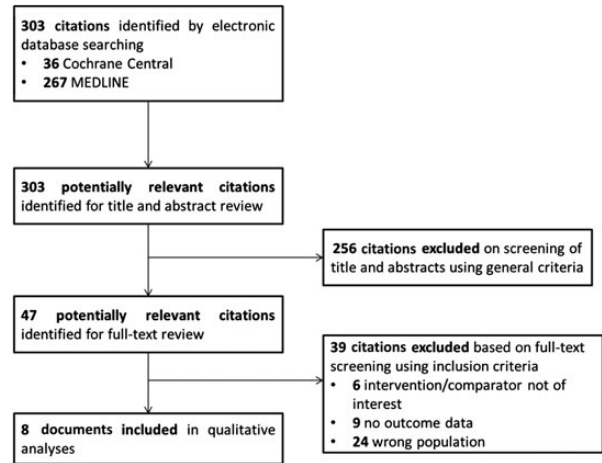 303 citations identified by electronic
database searching
• 36 Cochrane Central
• 267 MEDLINE
303 potentially relevant citations
identified for title and abstract review
256 citations excluded on screening of
title and abstracts using general criteria
47 potentially relevant citations
identified for full-text review
39 citations excluded based on full-text
screening using inclusion criteria
• 6 intervention/comparator not of
interest
• 9 no outcome data
• 24 wrong population
8 documents included in qualitative
analyses